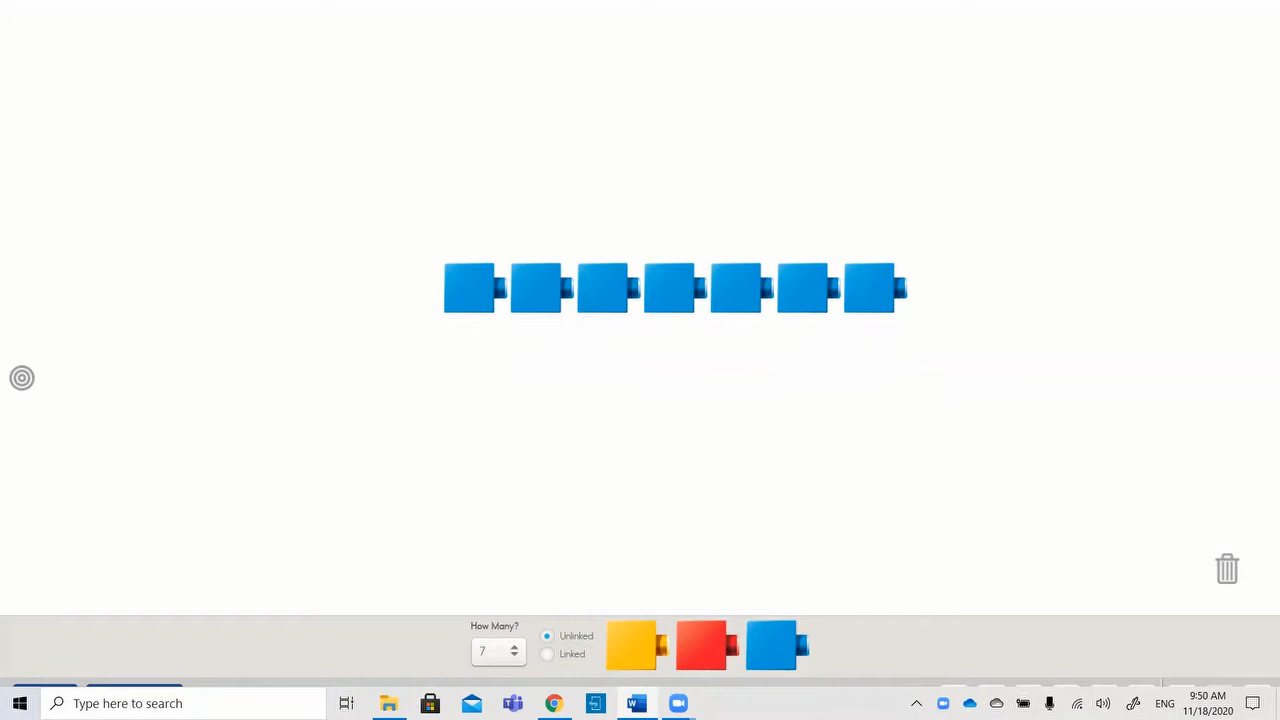 How Many?
7
Unlinked
Linked
Type here to search
ENG
9:50 AM
11/18/2020